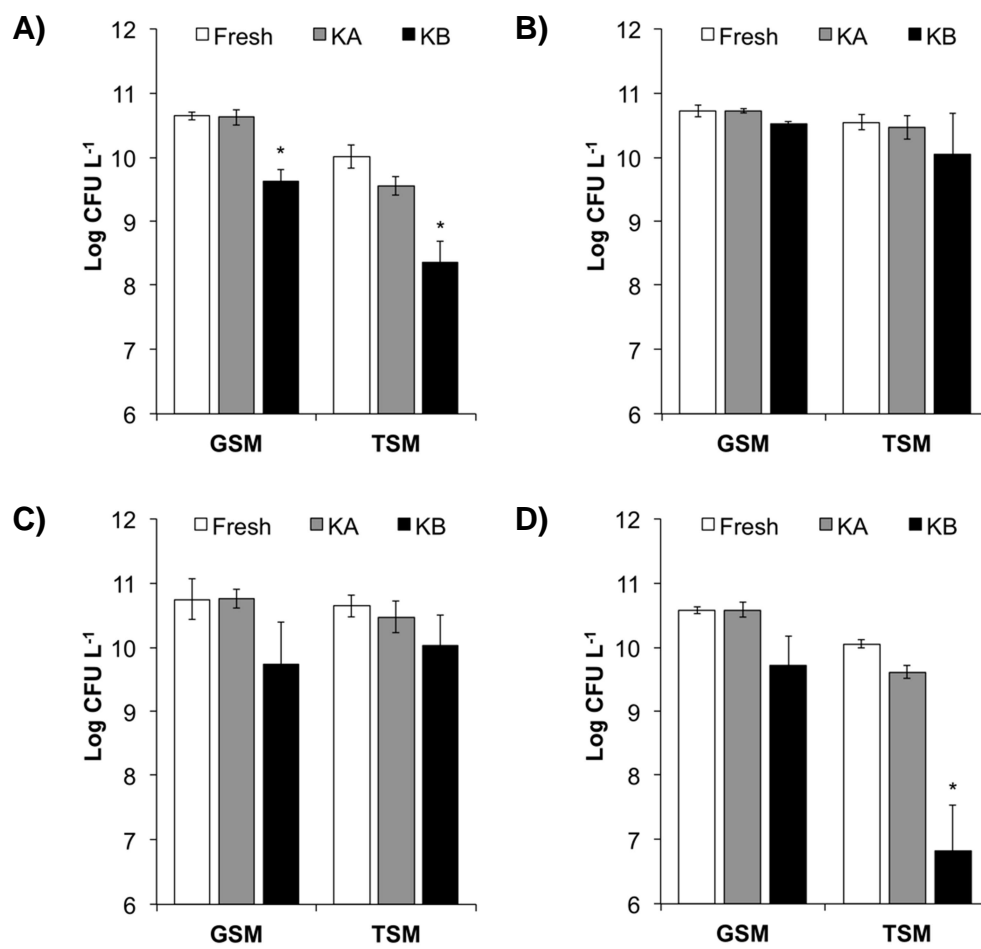 A)
Fresh KA KB
12
11
10
9
8
7
6
Log CFU L-1
* *
GSM TSM
B)
Fresh KA KB
12
11
10
9
8
7
6
Log CFU L-1
GSM TSM
C)
Fresh KA KB
12
11
10
9
8
7
6
Log CFU L-1
GSM TSM
D)
Fresh KA KB
12
11
10
9
8
7
6
Log CFU L-1
*
GSM TSM